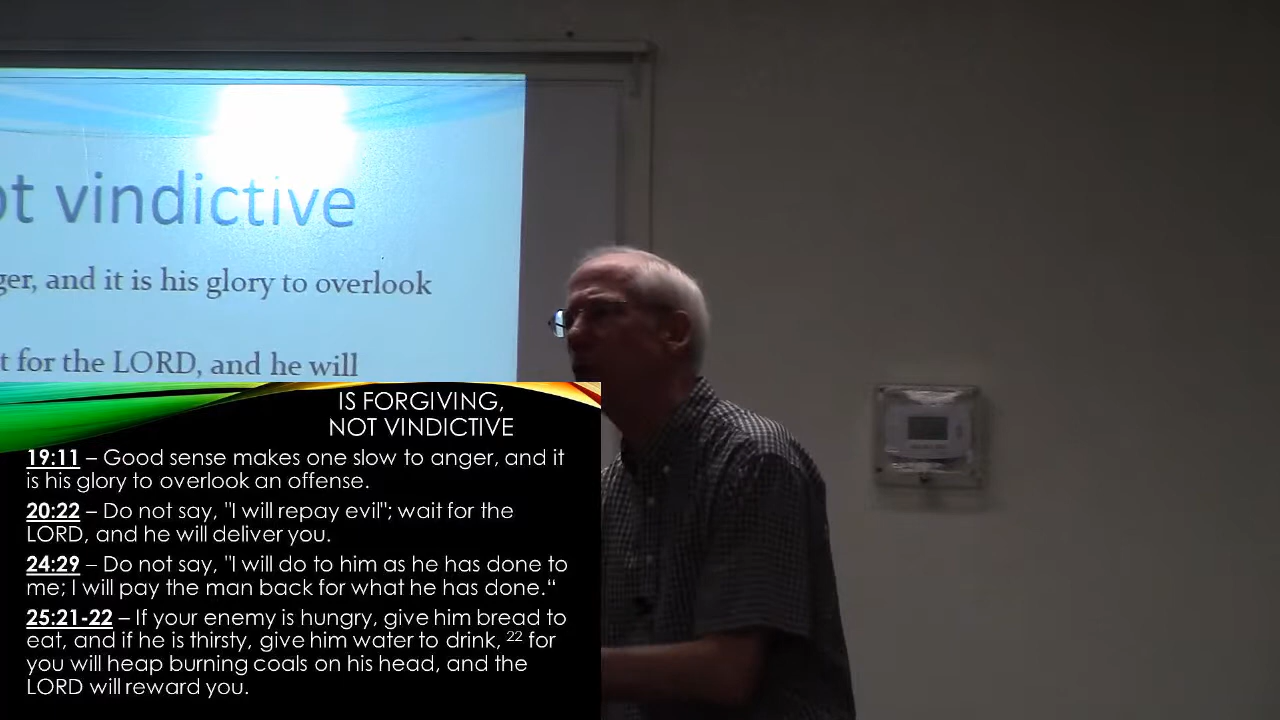 ot vindictive
ger, and it is his glory to overlook
t for the LORD, and he will
IS FORGIVING,
NOT VINDICTIVE
19:11 – Good sense makes one slow to anger, and it
is his glory to overlook an offense.
20:22 – Do not say, "I will repay evil"; wait for the
LORD, and he will deliver you.
24:29 – Do not say, "I will do to him as he has done to
me; I will pay the man back for what he has done.“
25:21-22 – If your enemy is hungry, give him bread to
eat, and if he is thirsty, give him water to drink, 22 for
you will heap burning coals on his head, and the
LORD will reward you.